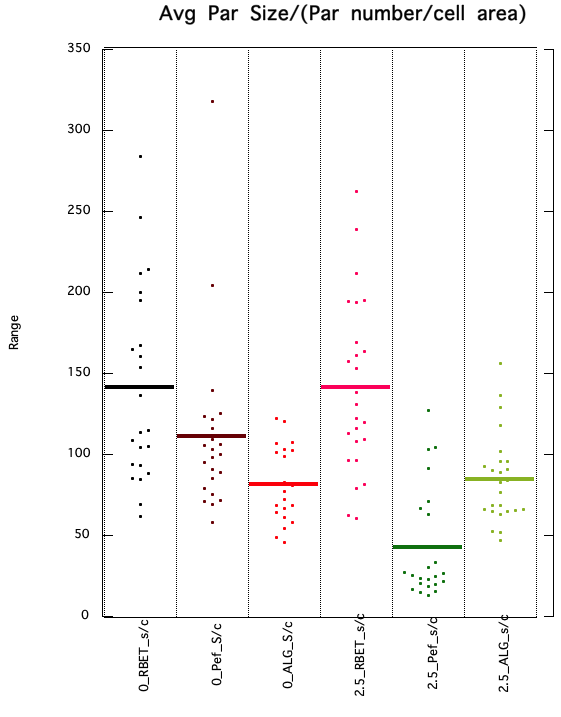 Avg Par Size/(Par number/cell area)
350
300
250
200
150
100
50
0
Range
0_RBET_s/c
0_Pef_S/c
0_ALG_S/c
2.5_RBET_s/c
2.5_Pef_s/c
2.5_ALG_s/c